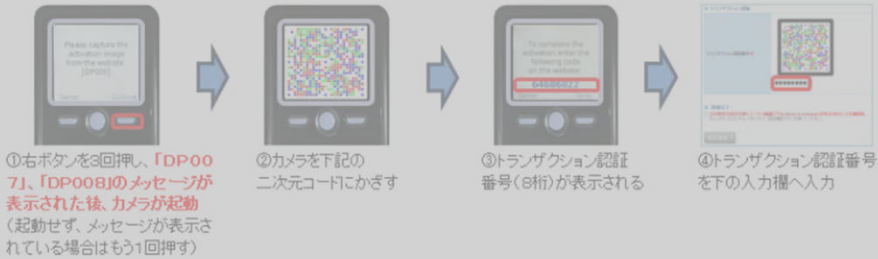 Please capture the
activation image
from the website
[DP008]
To complete the
activation enter the
following code
on the website:
64606822
①右ボタンを3回押し、「DP00
7」、「DP008」のメッセージが
表示された後、カメラが起動
(起動せず、メッセージが表示さ
れている場合はもう1回押す)
②カメラを下記の
二次元コードにかざす
③トランザクション認証
番号(8桁)が表示される
④トランザクション認証番号
を下の入力欄へ入力